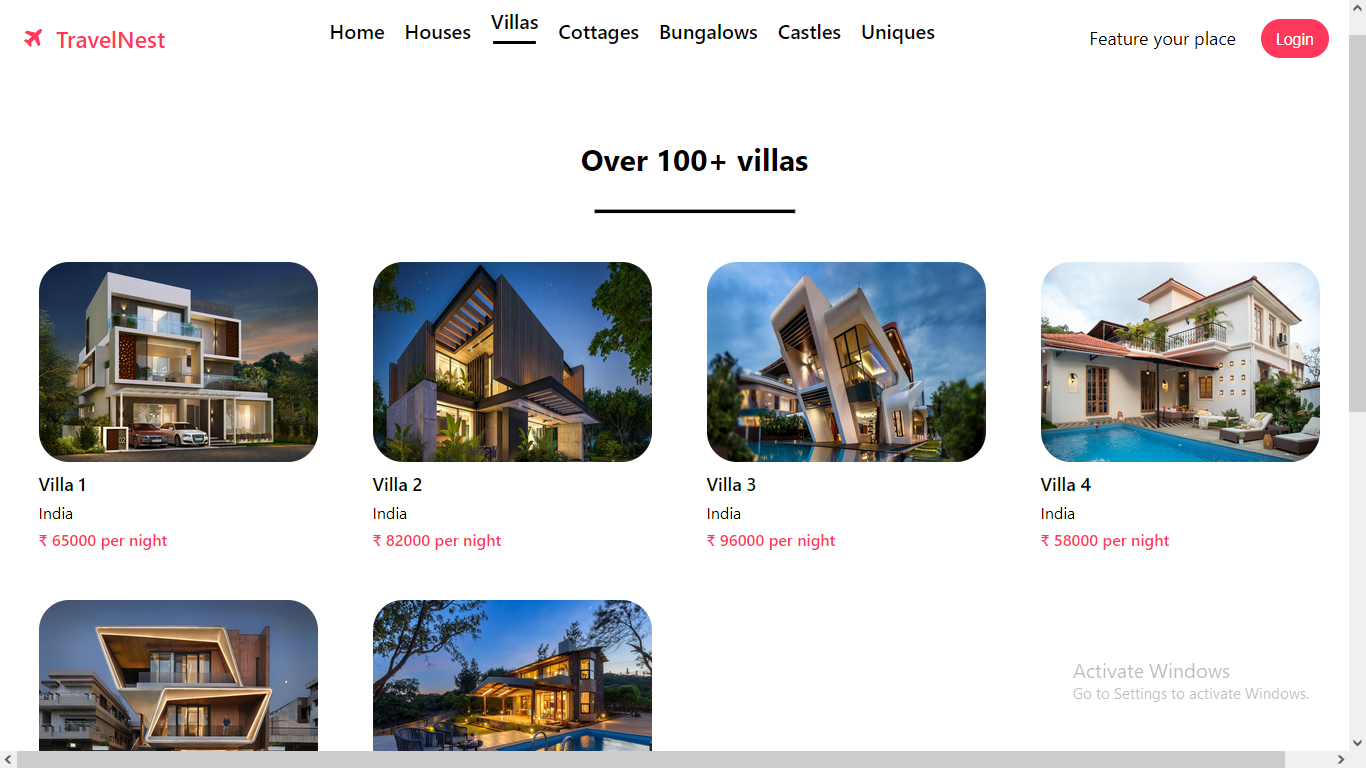 TravelNest
Home Houses Villas Cottages Bungalows Castles Uniques
Feature your place
Login
Over 100+ villas
02
Villa 1
India
₹ 65000 per night
Villa 2
India
₹ 82000 per night
Villa 3
India
₹ 96000 per night
Villa 4
India
₹ 58000 per night
Activate Windows
Go to Settings to activate Windows.